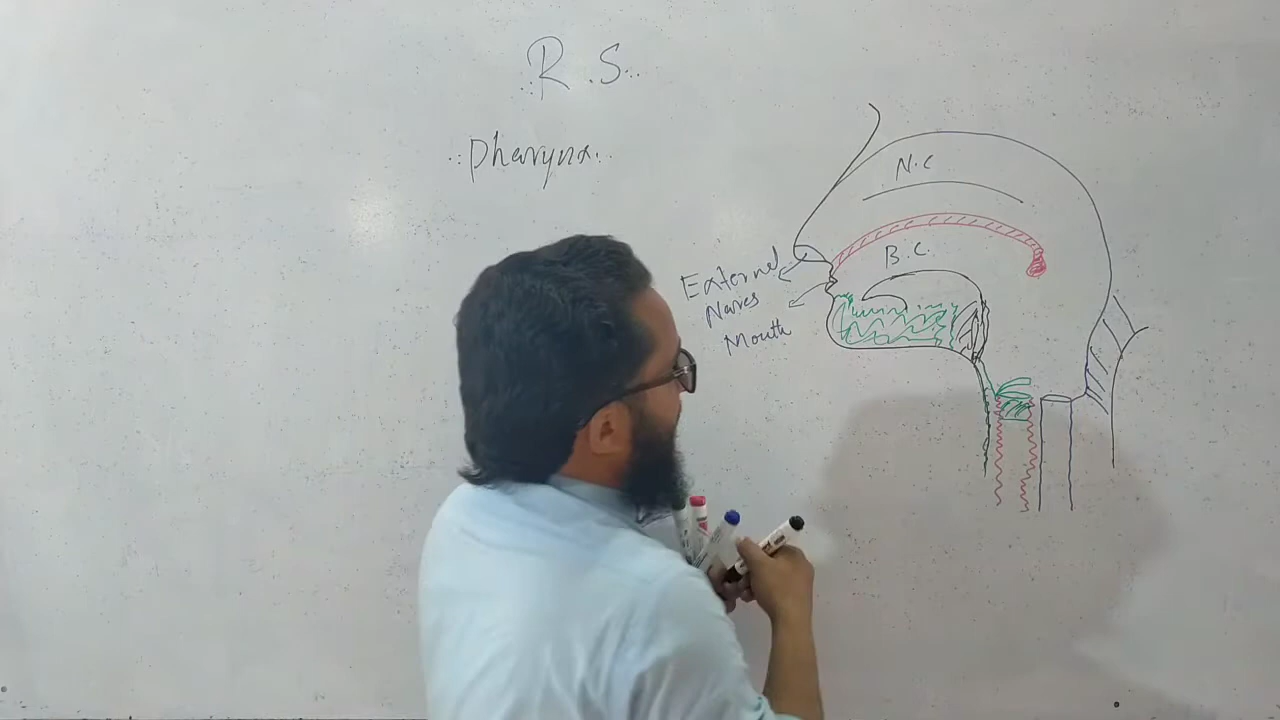 R.S..
Pharynx.
N.C
B.C.
External
Nares
Mouth